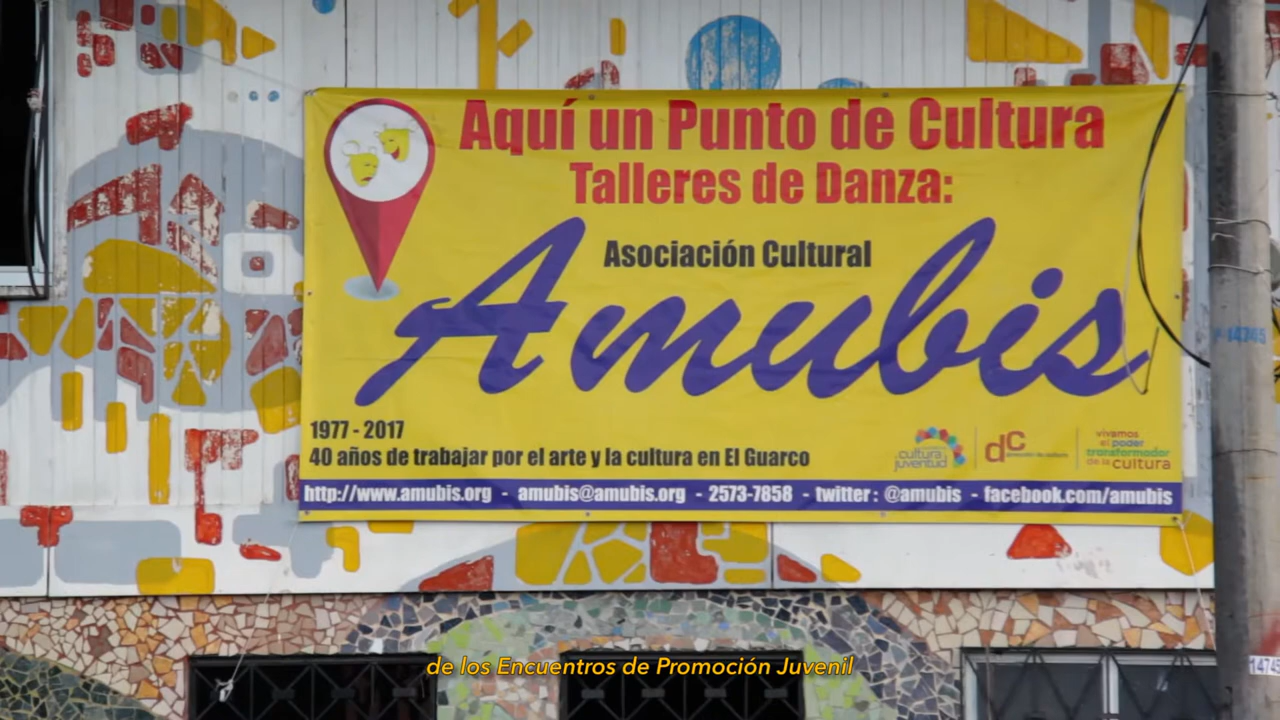 Aquí un Punto de Cultura
Talleres de Danza:
Asociación Cultural
Amubis
1977 - 2017
40 años de trabajar por el arte y la cultura en El Guarco
cultura
juventud
dc
vivamos
el poder
transformador
de la cultura
http://www.amubis.org - amubis@amubis.org - 2573-7858 - twitter : @amubis - facebook.com/amubis
de los Encuentros de Promoción Juvenil